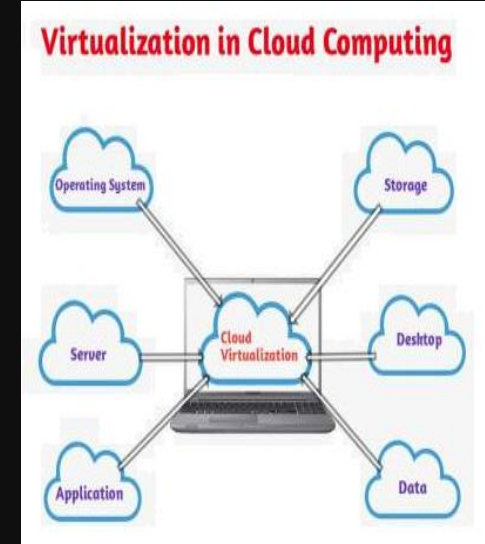 Virtualization in Cloud Computing
Operating System
Storage
Cloud
Virtualization
Server
Desktop
Application
Data